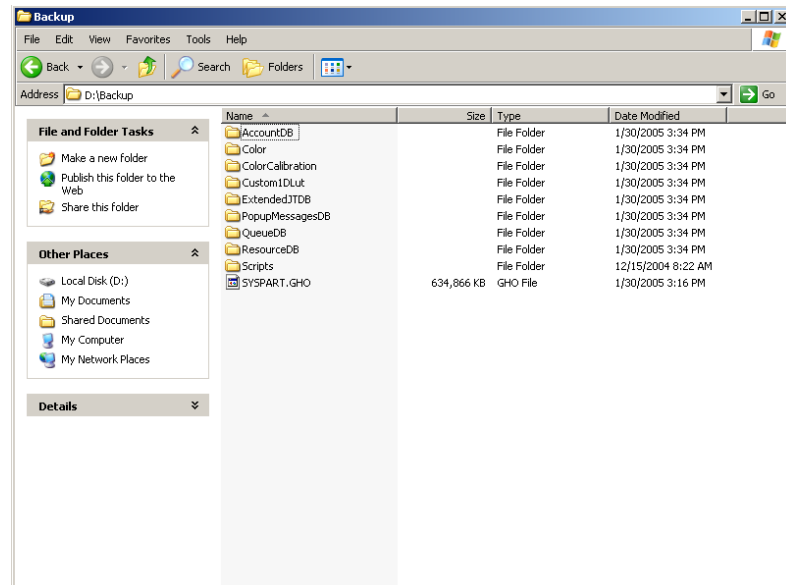 Backup
File Edit View Favorites Tools Help
Back Search Folders
Address D:\Backup Go
File and Folder Tasks
Make a new folder
Publish this folder to the
Web
Share this folder
Other Places
Local Disk (D:)
My Documents
Shared Documents
My Computer
My Network Places
Details
Name Size Type Date Modified
AccountDB File Folder 1/30/2005 3:34 PM
Color File Folder 1/30/2005 3:34 PM
ColorCalibration File Folder 1/30/2005 3:34 PM
Custom1DLut File Folder 1/30/2005 3:34 PM
ExtendedJTDB File Folder 1/30/2005 3:34 PM
PopupMessagesDB File Folder 1/30/2005 3:34 PM
QueueDB File Folder 1/30/2005 3:34 PM
ResourceDB File Folder 1/30/2005 3:34 PM
Scripts File Folder 12/15/2004 8:22 AM
SYSPART.GHO 634,866 KB GHO File 1/30/2005 3:16 PM